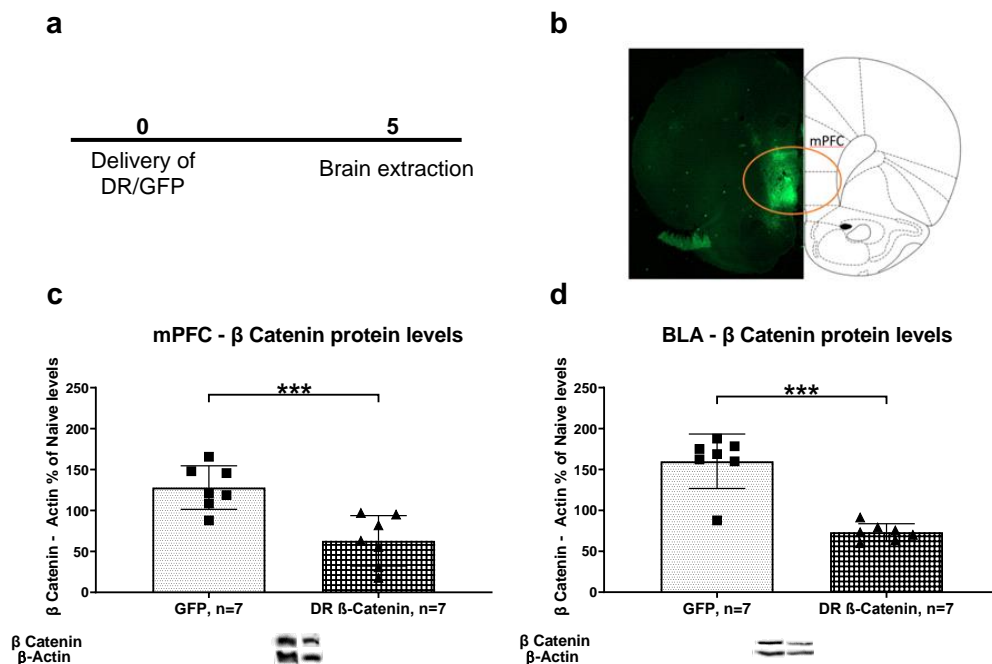 a
0
5
Delivery of
DR/GFP
Brain extraction
b
mPFC
c
mPFC - β Catenin protein levels
β Catenin - Actin % of Naive levels
250
200
150
100
50
0
***
GFP, n=7
DR ß-Catenin, n=7
β Catenin
β-Actin
d
BLA - β Catenin protein levels
β Catenin - Actin % of Naive levels
250
200
150
100
50
0
***
GFP, n=7
DR ß-Catenin, n=7
β Catenin
β-Actin